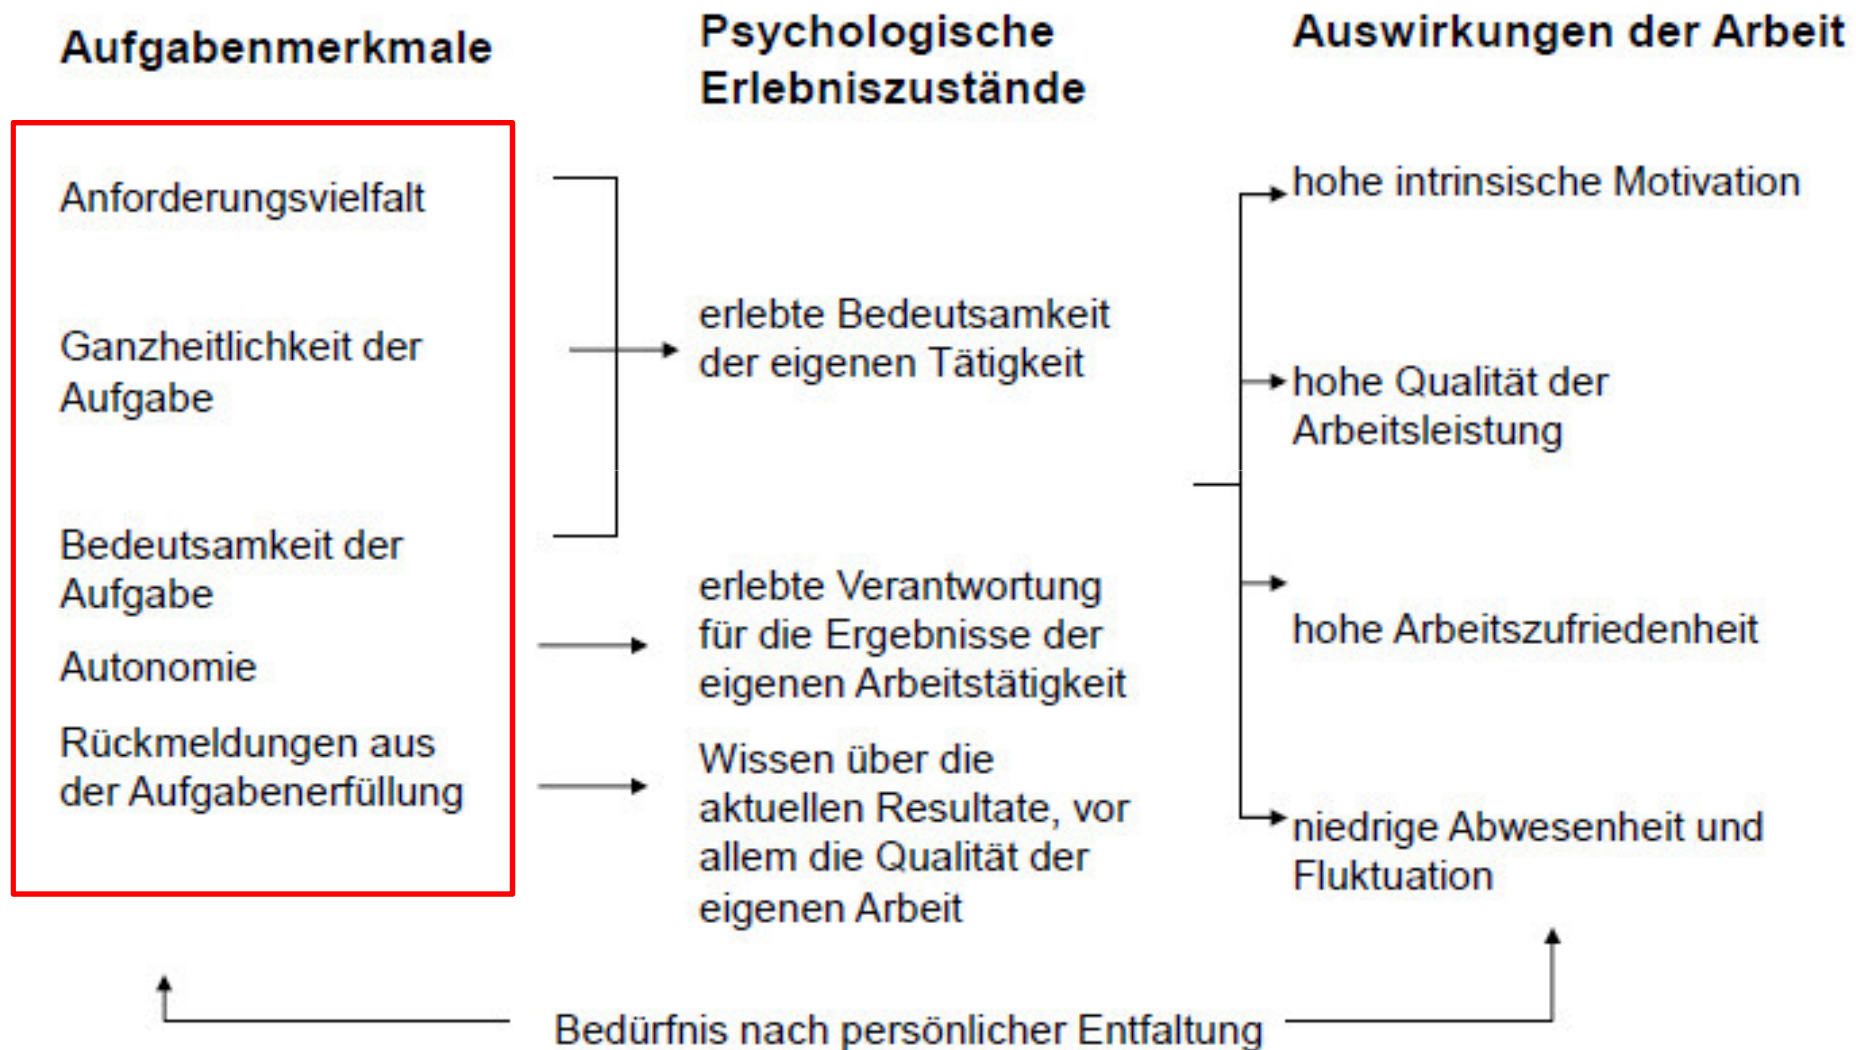 Aufgabenmerkmale
Anforderungsvielfalt
Ganzheitlichkeit der
Aufgabe
Bedeutsamkeit der
Aufgabe
Autonomie
Rückmeldungen aus
der Aufgabenerfüllung
Psychologische
Erlebniszustände
erlebte Bedeutsamkeit
der eigenen Tätigkeit
erlebte Verantwortung
für die Ergebnisse der
eigenen Arbeitstätigkeit
Wissen über die
aktuellen Resultate, vor
allem die Qualität der
eigenen Arbeit
Auswirkungen der Arbeit
hohe intrinsische Motivation
hohe Qualität der
Arbeitsleistung
hohe Arbeitszufriedenheit
niedrige Abwesenheit und
Fluktuation
Bedürfnis nach persönlicher Entfaltung